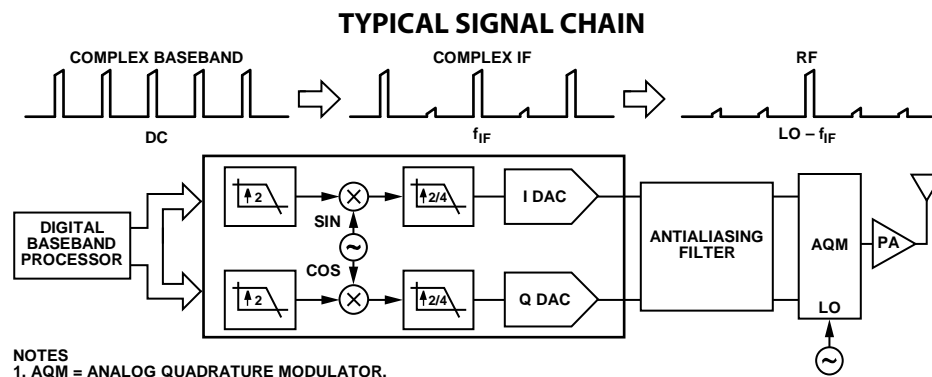 TYPICAL SIGNAL CHAIN
COMPLEX BASEBAND
COMPLEX IF
RF
DC
fIF
LO – fIF
DIGITAL
BASEBAND
PROCESSOR
2
2/4
I DAC
SIN
COS
2
2/4
Q DAC
ANTIALIASING
FILTER
AQM
LO
PA
NOTES
1. AQM = ANALOG QUADRATURE MODULATOR.